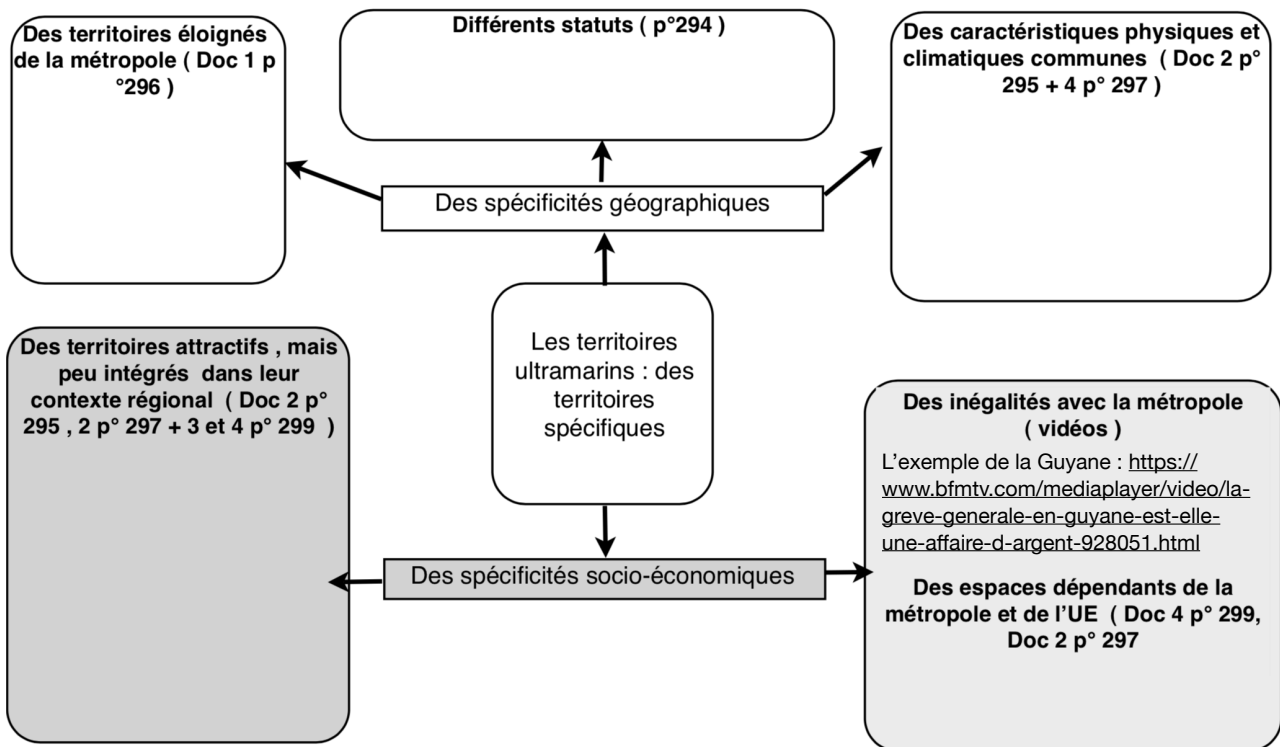 Des territoires éloignés
de la métropole ( Doc 1 p
°296 )
Différents statuts ( p°294 )
Des caractéristiques physiques et
climatiques communes ( Doc 2 p°
295 + 4 p° 297 )
Des spécificités géographiques
Les territoires
ultramarins : des
territoires
spécifiques
Des territoires attractifs , mais
peu intégrés dans leur
contexte régional ( Doc 2 p°
295 , 2 p° 297 + 3 et 4 p° 299 )
Des spécificités socio-économiques
Des inégalités avec la métropole
( vidéos )
L’exemple de la Guyane : https://
www.bfmtv.com/mediaplayer/video/la-
greve-generale-en-guyane-est-elle-
une-affaire-d-argent-928051.html
Des espaces dépendants de la
métropole et de l’UE ( Doc 4 p° 299,
Doc 2 p° 297